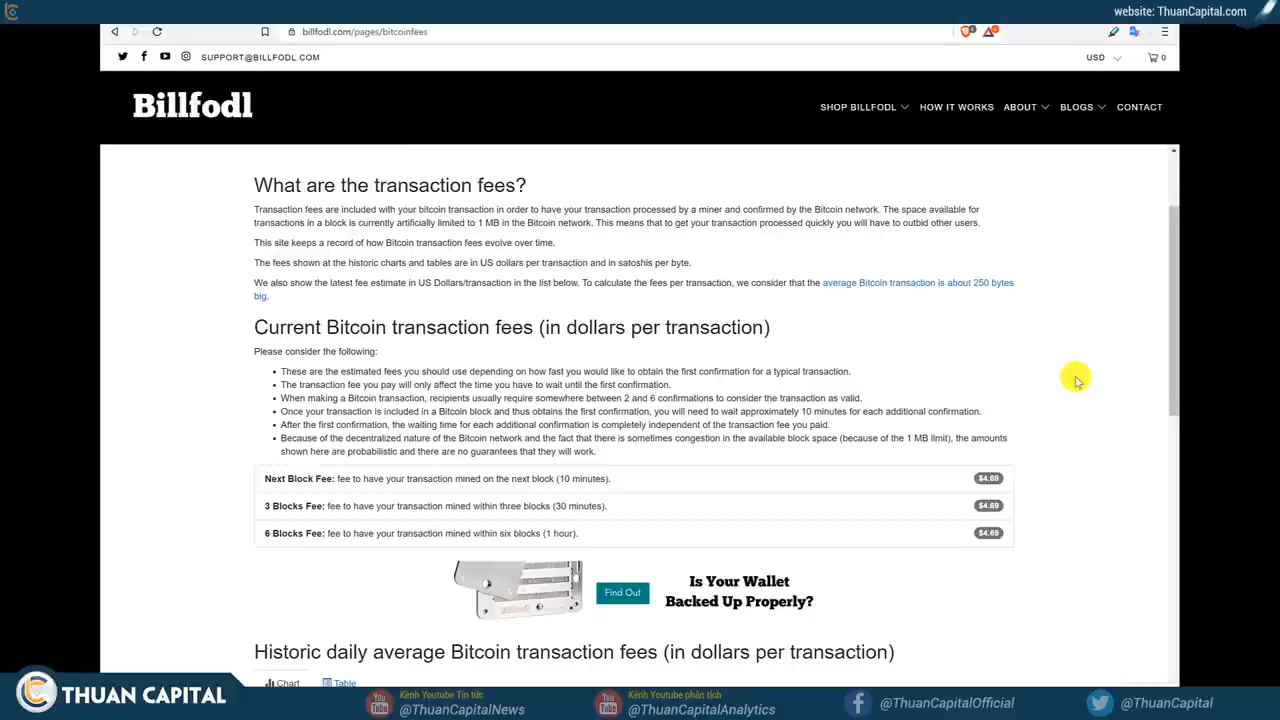 website: ThuanCapital.com
billfodl.com/pages/bitcoinfees
SUPPORT@BILLFODL.COM
USD
0
Billfodl
SHOP BILLFODL
HOW IT WORKS
ABOUT
BLOGS
CONTACT
What are the transaction fees?
Transaction fees are included with your bitcoin transaction in order to have your transaction processed by a miner and confirmed by the Bitcoin network. The space available for
transactions in a block is currently artificially limited to 1 MB in the Bitcoin network. This means that to get your transaction processed quickly you will have to outbid other users.
This site keeps a record of how Bitcoin transaction fees evolve over time.
The fees shown at the historic charts and tables are in US dollars per transaction and in satoshis per byte.
We also show the latest fee estimate in US Dollars/transaction in the list below. To calculate the fees per transaction, we consider that the average Bitcoin transaction is about 250 bytes
big.
Current Bitcoin transaction fees (in dollars per transaction)
Please consider the following:
These are the estimated fees you should use depending on how fast you would like to obtain the first confirmation for a typical transaction.
The transaction fee you pay will only affect the time you have to wait until the first confirmation.
When making a Bitcoin transaction, recipients usually require somewhere between 2 and 6 confirmations to consider the transaction as valid.
Once your transaction is included in a Bitcoin block and thus obtains the first confirmation, you will need to wait approximately 10 minutes for each additional confirmation.
After the first confirmation, the waiting time for each additional confirmation is completely independent of the transaction fee you paid.
Because of the decentralized nature of the Bitcoin network and the fact that there is sometimes congestion in the available block space (because of the 1 MB limit), the amounts
shown here are probabilistic and there are no guarantees that they will work.
Next Block Fee: fee to have your transaction mined on the next block (10 minutes). $4.69
3 Blocks Fee: fee to have your transaction mined within three blocks (30 minutes). $4.69
6 Blocks Fee: fee to have your transaction mined within six blocks (1 hour). $4.69
Find Out
Is Your Wallet
Backed Up Properly?
Historic daily average Bitcoin transaction fees (in dollars per transaction)
Chart
Table
THUAN CAPITAL
You Tube
Kênh Youtube Tin tức
@ThuanCapitalNews
You Tube
Kênh Youtube phân tích
@ThuanCapitalAnalytics
@ThuanCapitalOfficial
@ThuanCapital